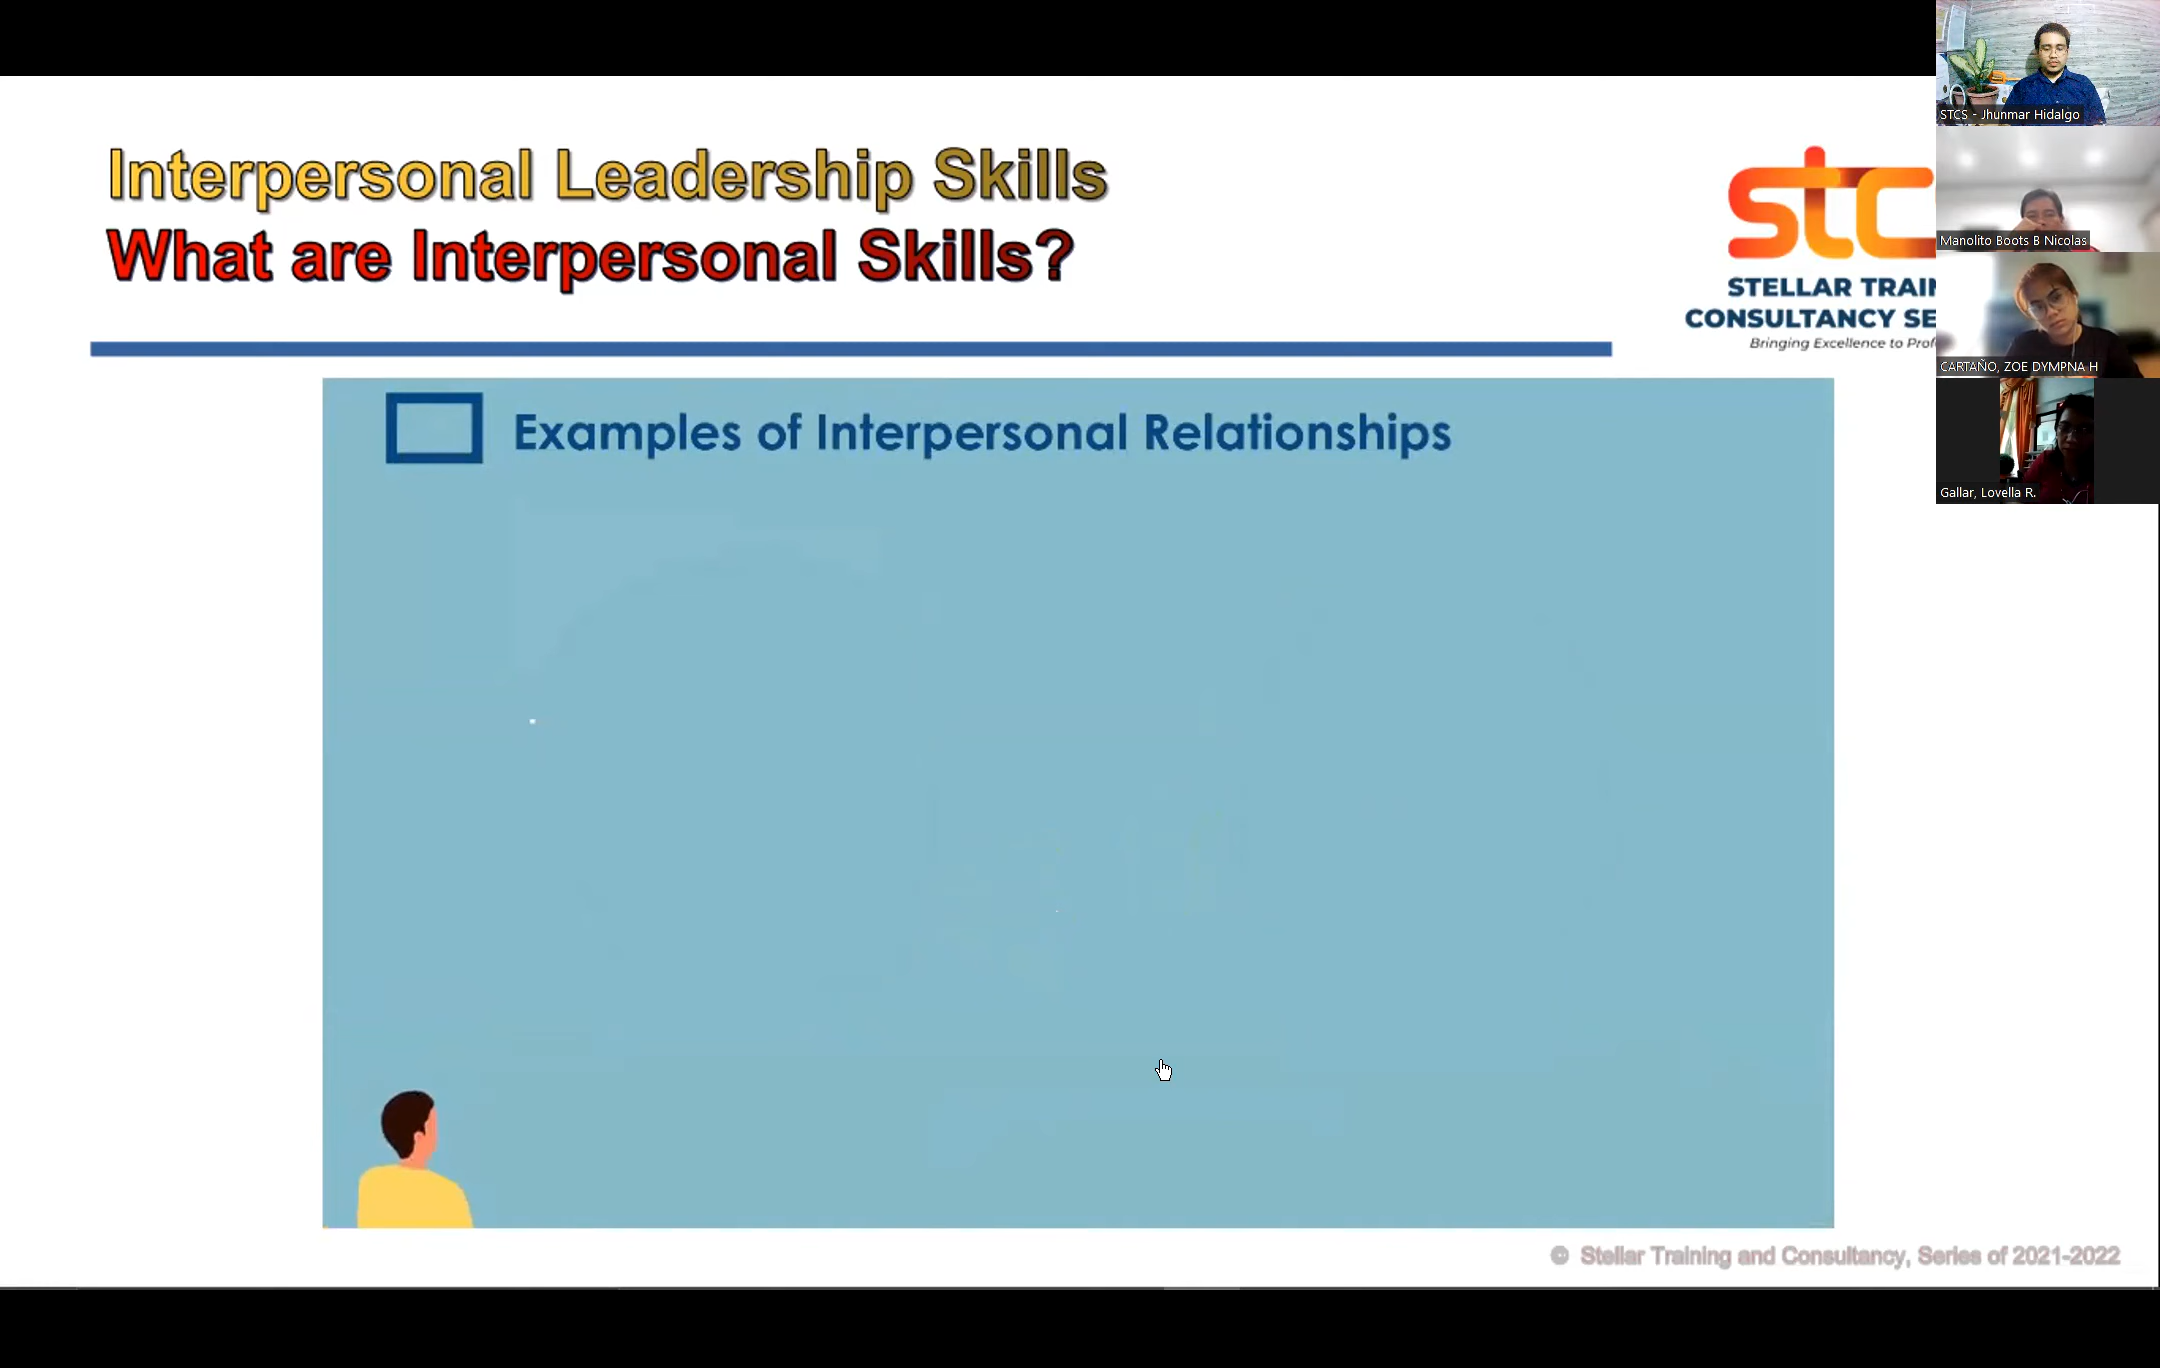 Interpersonal Leadership Skills
What are Interpersonal Skills?
stc
STELLAR TRAIN
CONSULTANCY SE
Bringing Excellence to Prof
Examples of Interpersonal Relationships
© Stellar Training and Consultancy, Series of 2021-2022
STCS - Jhunmar Hidalgo
Manolito Boots B Nicolas
CARTAÑO, ZOE DYMPNA H
Gallar, Lovella R.